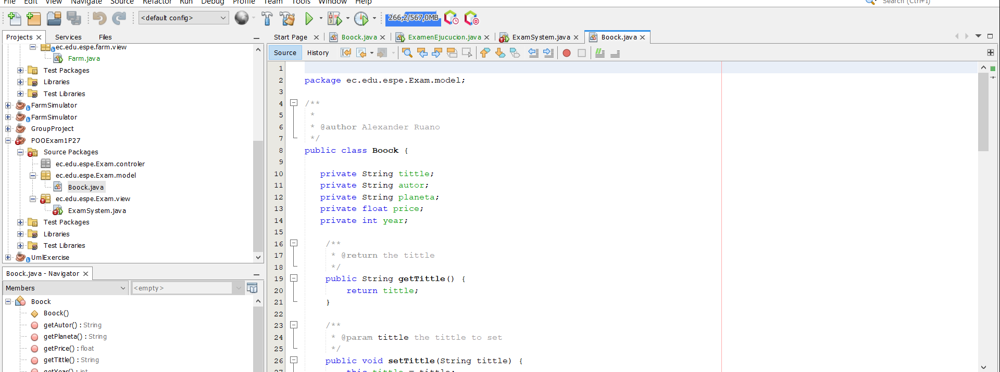 File Edit View Navigate Source Refactor Run Debug Profile Team Tools Window Help
Search (Ctrl+I)
<default config>
266,2/567,0MB
Projects Services Files
ec.edu.espe.farm.view
Farm.java
Test Packages
Libraries
Test Libraries
FarmSimulator
FarmSimulator
GroupProject
POOExam1P27
Source Packages
ec.edu.espe.Exam.controler
ec.edu.espe.Exam.model
Boock.java
ec.edu.espe.Exam.view
ExamSystem.java
Test Packages
Libraries
Test Libraries
UmlExercise
Boock.java - Navigator
Members
<empty>
Boock
Boock()
getAutor() : String
getPlaneta() : String
getPrice() : float
getTittle() : String
getYear() : int
Start Page Boock.java ExamenEjucucion.java ExamSystem.java Boock.java
Source History
1
2 package ec.edu.espe.Exam.model;
3
4 /**
5 *
6 * @author Alexander Ruano
7 */
8 public class Boock {
9
10 private String tittle;
11 private String autor;
12 private String planeta;
13 private float price;
14 private int year;
15
16 /**
17 * @return the tittle
18 */
19 public String getTittle() {
20 return tittle;
21 }
22
23 /**
24 * @param tittle the tittle to set
25 */
26 public void setTittle(String tittle) {
27 this.tittle = tittle;